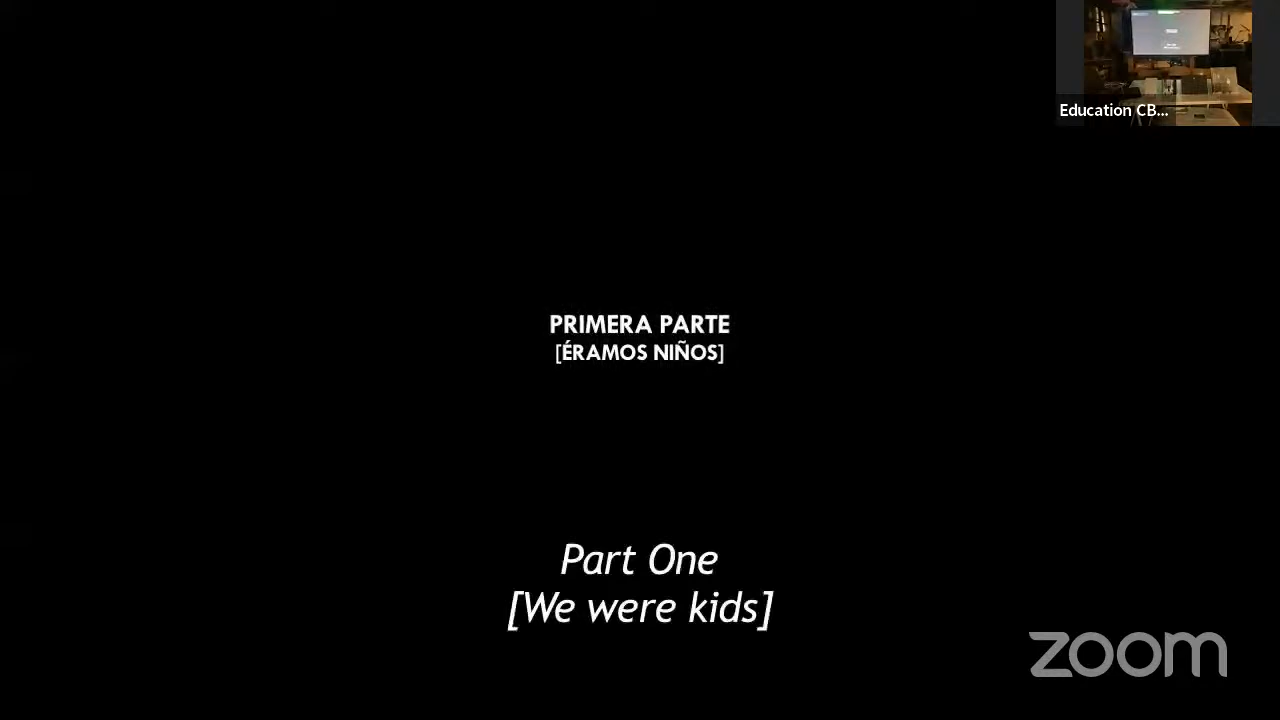 Education CB...
PRIMERA PARTE
[ÉRAMOS NIÑOS]
Part One
[We were kids]
zoom